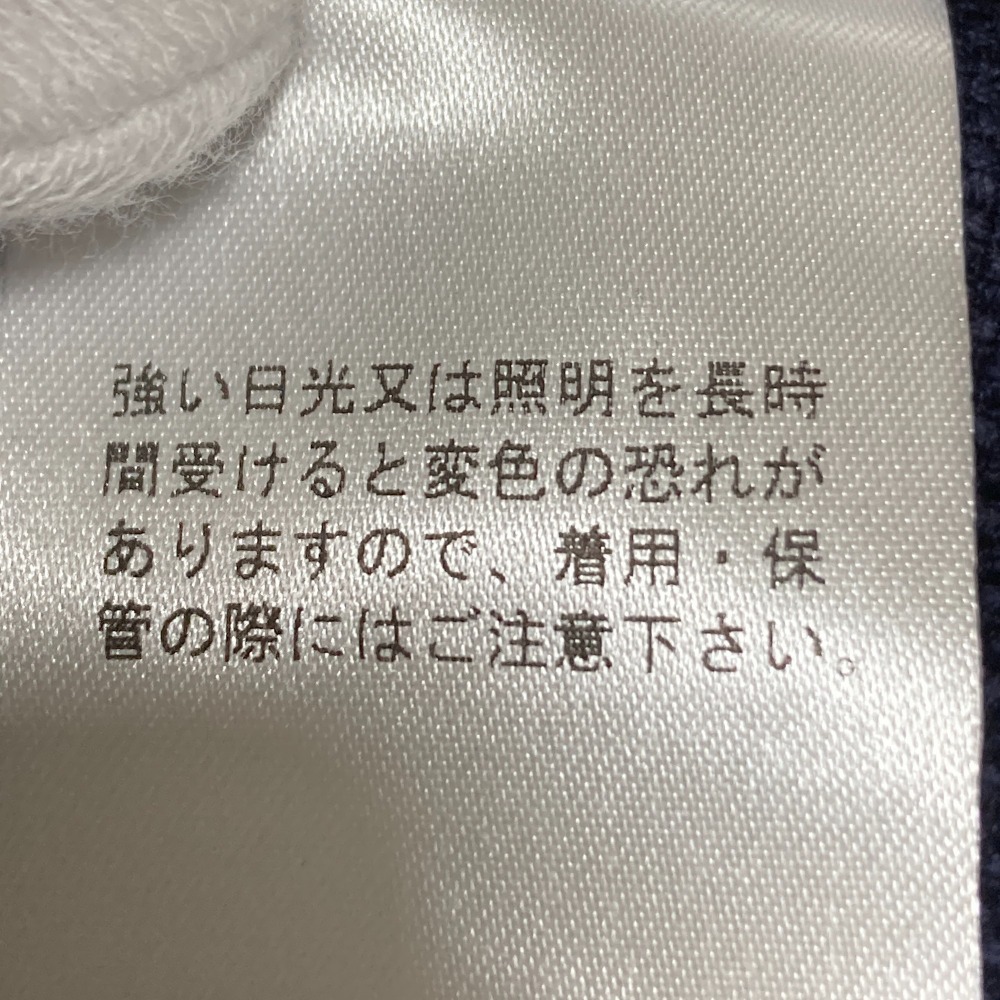 強い日光又は照明を長時
間受けると変色の恐れが
ありますので、着用・保
管の際にはご注意下さい。